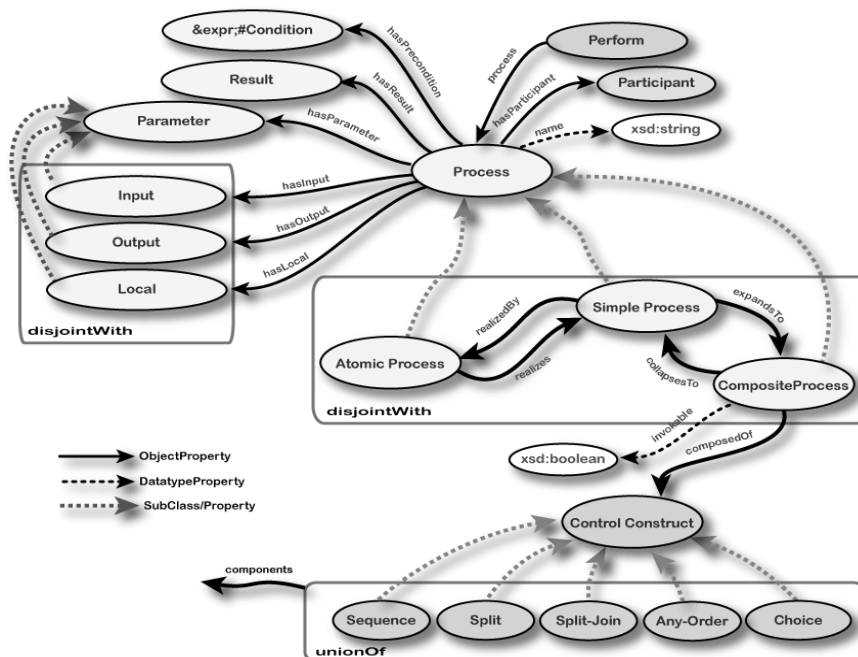 &expr;#Condition
Perform
Result
Participant
Parameter
xsd:string
Process
hasPrecondition
hasResult
hasParameter
process
hasParticipant
name
Input
Output
Local
disjointWith
hasInput
hasOutput
hasLocal
Simple Process
Atomic Process
CompositeProcess
realizedBy
realizes
expandsTo
collapsesTo
disjointWith
invokable
composedOf
xsd:boolean
ObjectProperty
DatatypeProperty
SubClass/Property
Control Construct
components
Sequence
Split
Split-Join
Any-Order
Choice
unionOf